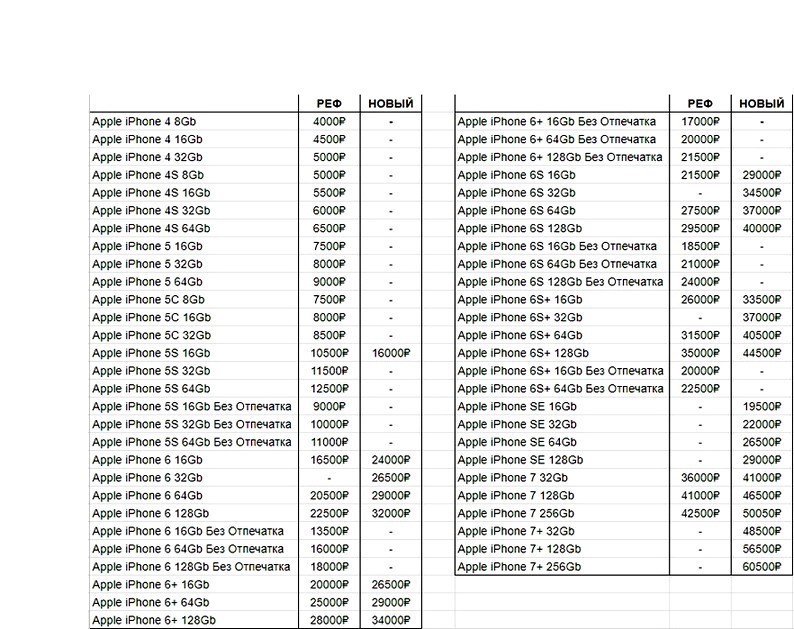 РЕФ НОВЫЙ
Apple iPhone 4 8Gb 4000₽ -
Apple iPhone 4 16Gb 4500₽ -
Apple iPhone 4 32Gb 5000₽ -
Apple iPhone 4S 8Gb 5000₽ -
Apple iPhone 4S 16Gb 5500₽ -
Apple iPhone 4S 32Gb 6000₽ -
Apple iPhone 4S 64Gb 6500₽ -
Apple iPhone 5 16Gb 7500₽ -
Apple iPhone 5 32Gb 8000₽ -
Apple iPhone 5 64Gb 9000₽ -
Apple iPhone 5C 8Gb 7500₽ -
Apple iPhone 5C 16Gb 8000₽ -
Apple iPhone 5C 32Gb 8500₽ -
Apple iPhone 5S 16Gb 10500₽ 16000₽
Apple iPhone 5S 32Gb 11500₽ -
Apple iPhone 5S 64Gb 12500₽ -
Apple iPhone 5S 16Gb Без Отпечатка 9000₽ -
Apple iPhone 5S 32Gb Без Отпечатка 10000₽ -
Apple iPhone 5S 64Gb Без Отпечатка 11000₽ -
Apple iPhone 6 16Gb 16500₽ 24000₽
Apple iPhone 6 32Gb - 26500₽
Apple iPhone 6 64Gb 20500₽ 29000₽
Apple iPhone 6 128Gb 22500₽ 32000₽
Apple iPhone 6 16Gb Без Отпечатка 13500₽ -
Apple iPhone 6 64Gb Без Отпечатка 16000₽ -
Apple iPhone 6 128Gb Без Отпечатка 18000₽ -
Apple iPhone 6+ 16Gb 20000₽ 26500₽
Apple iPhone 6+ 64Gb 25000₽ 29000₽
Apple iPhone 6+ 128Gb 28000₽ 34000₽
РЕФ НОВЫЙ
Apple iPhone 6+ 16Gb Без Отпечатка 17000₽ -
Apple iPhone 6+ 64Gb Без Отпечатка 20000₽ -
Apple iPhone 6+ 128Gb Без Отпечатка 21500₽ -
Apple iPhone 6S 16Gb 21500₽ 29000₽
Apple iPhone 6S 32Gb - 34500₽
Apple iPhone 6S 64Gb 27500₽ 37000₽
Apple iPhone 6S 128Gb 29500₽ 40000₽
Apple iPhone 6S 16Gb Без Отпечатка 18500₽ -
Apple iPhone 6S 64Gb Без Отпечатка 21000₽ -
Apple iPhone 6S 128Gb Без Отпечатка 24000₽ -
Apple iPhone 6S+ 16Gb 26000₽ 33500₽
Apple iPhone 6S+ 32Gb - 37000₽
Apple iPhone 6S+ 64Gb 31500₽ 40500₽
Apple iPhone 6S+ 128Gb 35000₽ 44500₽
Apple iPhone 6S+ 16Gb Без Отпечатка 20000₽ -
Apple iPhone 6S+ 64Gb Без Отпечатка 22500₽ -
Apple iPhone SE 16Gb - 19500₽
Apple iPhone SE 32Gb - 22000₽
Apple iPhone SE 64Gb - 26500₽
Apple iPhone SE 128Gb - 29000₽
Apple iPhone 7 32Gb 36000₽ 41000₽
Apple iPhone 7 128Gb 41000₽ 46500₽
Apple iPhone 7 256Gb 42500₽ 50050₽
Apple iPhone 7+ 32Gb - 48500₽
Apple iPhone 7+ 128Gb - 56500₽
Apple iPhone 7+ 256Gb - 60500₽